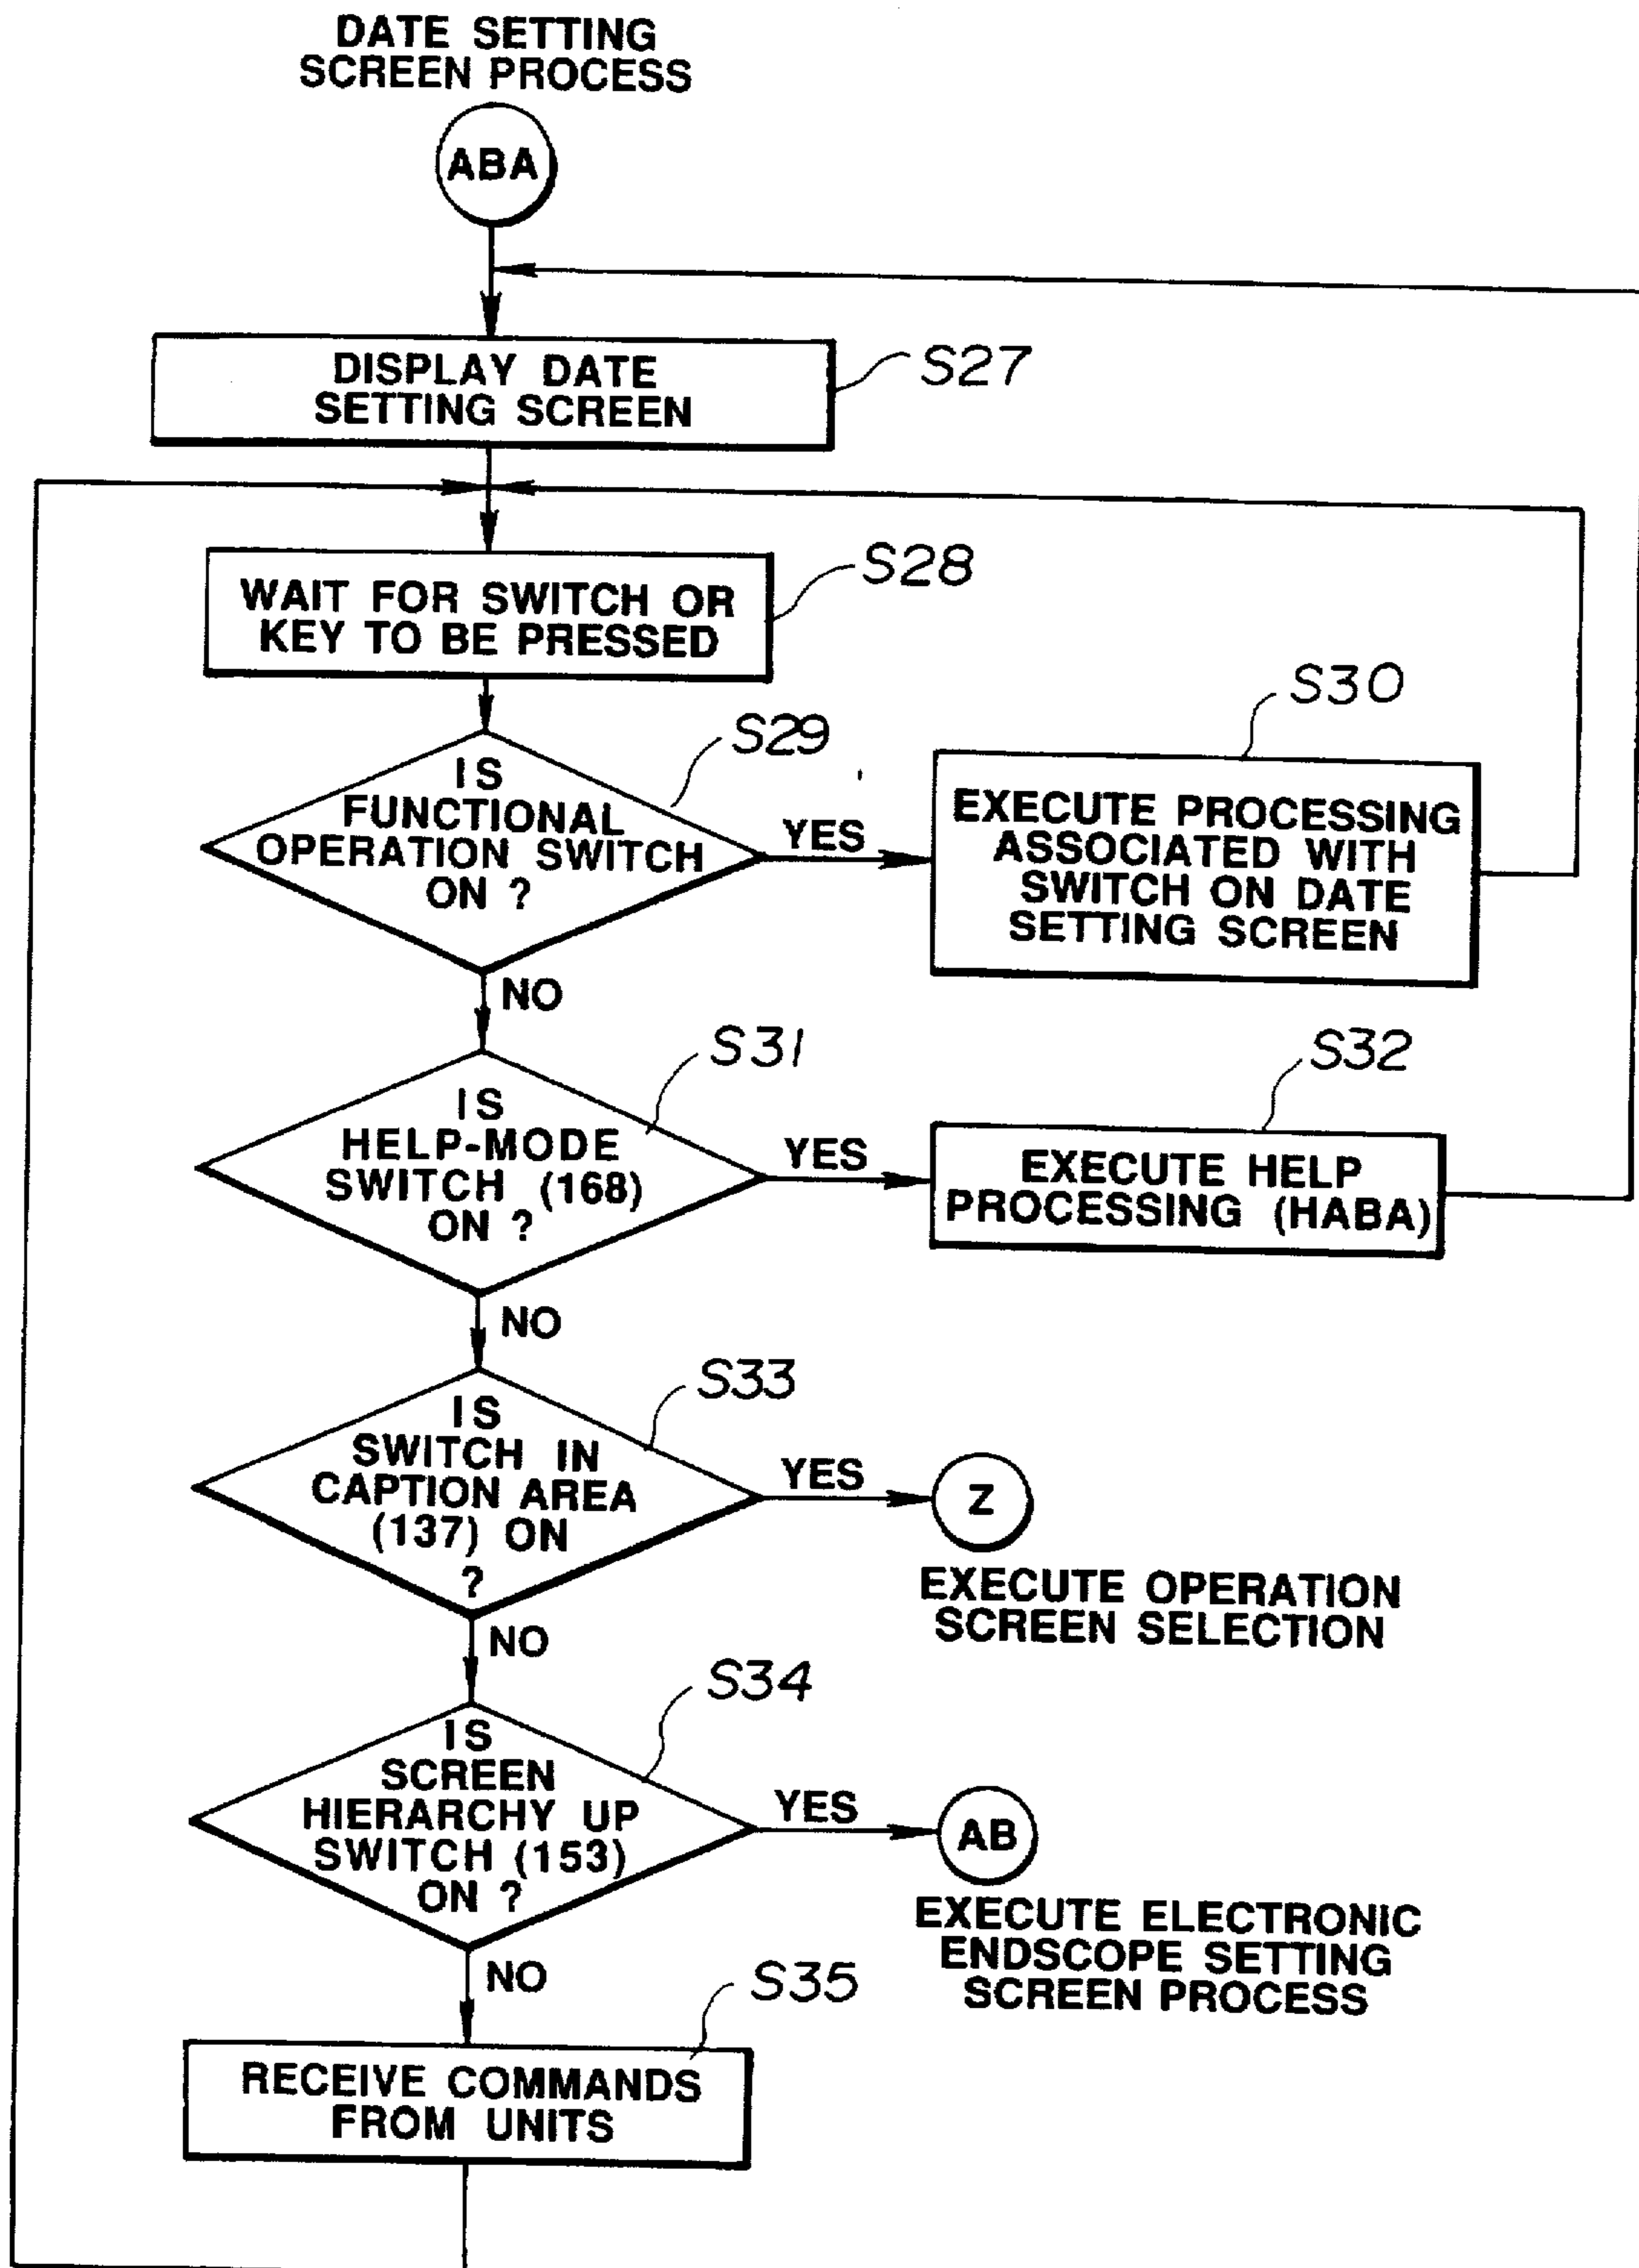 DATE SETTING
SCREEN PROCESS
ABA
DISPLAY DATE
SETTING SCREEN
S27
WAIT FOR SWITCH OR
KEY TO BE PRESSED
S28
IS
FUNCTIONAL
OPERATION SWITCH
ON ?
S29
YES
EXECUTE PROCESSING
ASSOCIATED WITH
SWITCH ON DATE
SETTING SCREEN
S30
NO
IS
HELP-MODE
SWITCH (168)
ON ?
S31
YES
EXECUTE HELP
PROCESSING (HABA)
S32
NO
IS
SWITCH IN
CAPTION AREA
(137) ON
?
S33
YES
Z
EXECUTE OPERATION
SCREEN SELECTION
NO
IS
SCREEN
HIERARCHY UP
SWITCH (153)
ON ?
S34
YES
AB
EXECUTE ELECTRONIC
ENDSCOPE SETTING
SCREEN PROCESS
NO
RECEIVE COMMANDS
FROM UNITS
S35